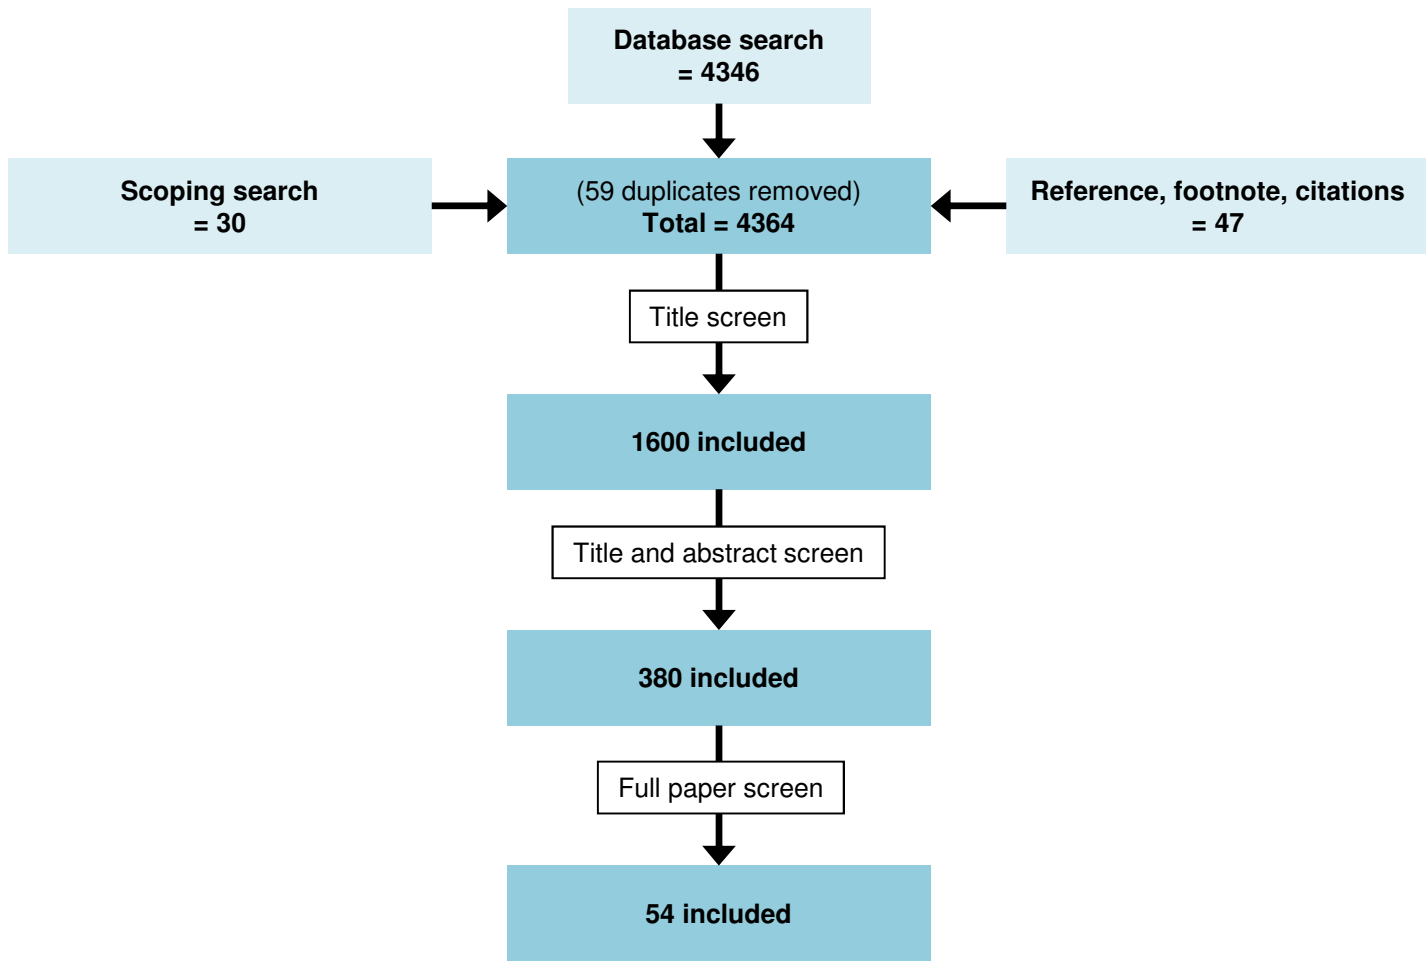 Database search
= 4346
Scoping search
= 30
(59 duplicates removed)
Total = 4364
Reference, footnote, citations
= 47
Title screen
1600 included
Title and abstract screen
380 included
Full paper screen
54 included